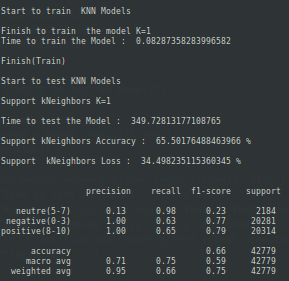 Start to train  KNN Models
Finish to train  the model K=1
Time to train the Model :  0.08287358283996582
Finish(Train)
Start to test KNN Models
Support kNeighbors K=1
Time to test the Model :  349.72813177108765
Support kNeighbors Accuracy :  65.50176488463966 %
Support  kNeighbors Loss :  34.498235115360345 %
precision    recall  f1-score   support
neutre(5-7)       0.13      0.98      0.23      2184
negative(0-3)       1.00      0.63      0.77     20281
positive(8-10)       1.00      0.65      0.79     20314
accuracy                           0.66     42779
macro avg       0.71      0.75      0.59     42779
weighted avg       0.95      0.66      0.75     42779